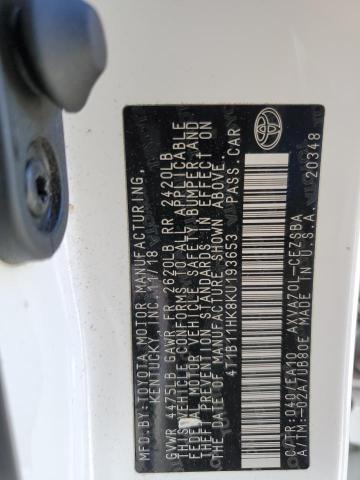 MFD.BY:TOYOTA MOTOR MANUFACTURING,
KENTUCKY,INC. 11/18
GVWR 4475LB GAWR FR 2620LB RR 2420LB
THIS VEHICLE CONFORMS TO ALL APPLICABLE
FEDERAL MOTOR VEHICLE SAFETY, BUMPER, AND
THEFT PREVENTION STANDARDS IN EFFECT ON
THE DATE OF MANUFACTURE SHOWN ABOVE.
4T1B11HK8KU193653 PASS.CAR
C/TM:040/EA10 AXVA70L-CEZSBA
A/TM:-02A/UB80E MADE IN U.S.A. 20348